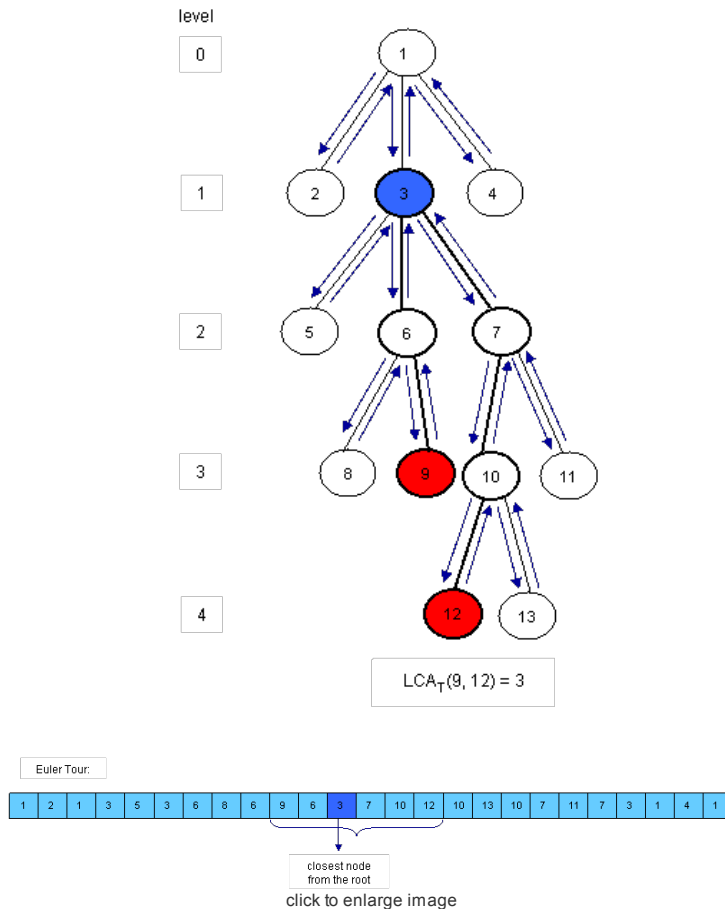 level
0
1
1
2
3
4
2
5
6
7
3
8
9
10
11
4
12
13
LCA_T(9, 12) = 3
Euler Tour:
1 2 1 3 5 3 6 8 6 9 6 3 7 10 12 10 13 10 7 11 7 3 1 4 1
closest node
from the root
click to enlarge image